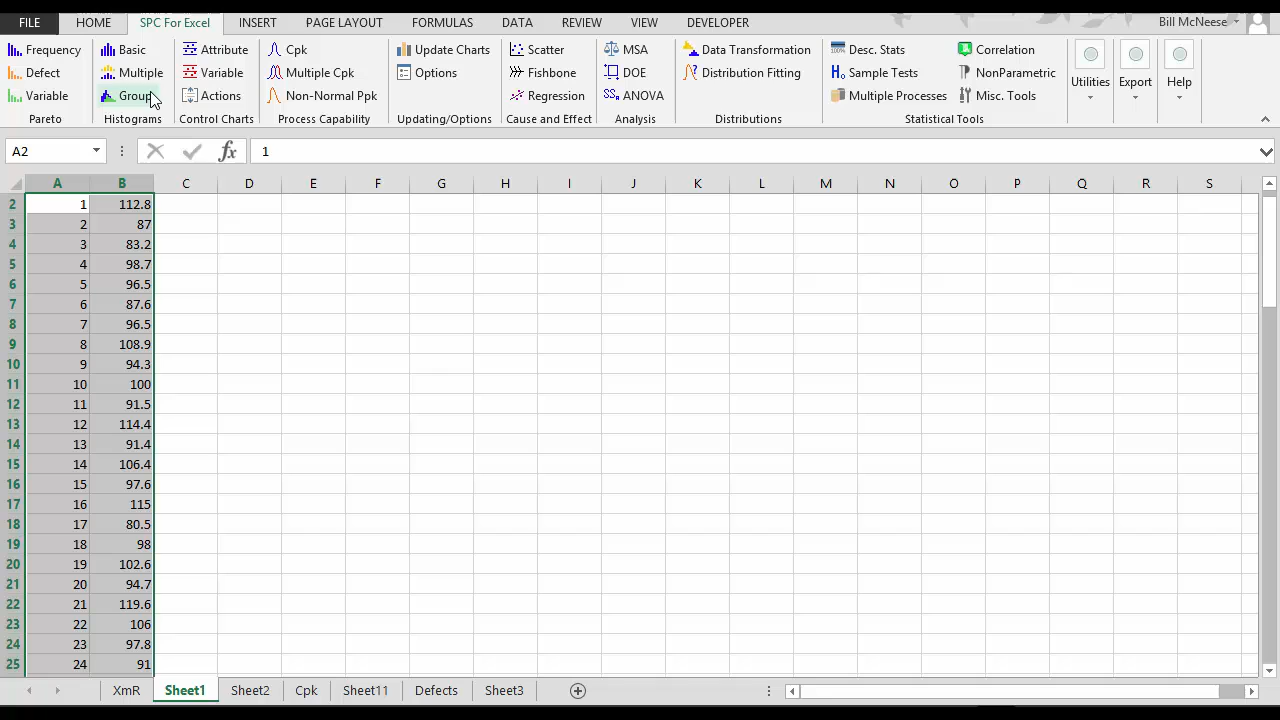 FILE HOME SPC For Excel INSERT PAGE LAYOUT FORMULAS DATA REVIEW VIEW DEVELOPER Bill McNeese
Frequency Basic Attribute Cpk Update Charts Scatter MSA Data Transformation Desc. Stats Correlation
Defect Multiple Variable Multiple Cpk Options Fishbone DOE Distribution Fitting Sample Tests NonParametric Utilities Export Help
Variable Group Actions Non-Normal Ppk Regression ANOVA Multiple Processes Misc. Tools
Pareto Histograms Control Charts Process Capability Updating/Options Cause and Effect Analysis Distributions Statistical Tools
A2 fx 1
A B C D E F G H I J K L M N O P Q R S
2 1 112.8
3 2 87
4 3 83.2
5 4 98.7
6 5 96.5
7 6 87.6
8 7 96.5
9 8 108.9
10 9 94.3
11 10 100
12 11 91.5
13 12 114.4
14 13 91.4
15 14 106.4
16 15 97.6
17 16 115
18 17 80.5
19 18 98
20 19 102.6
21 20 94.7
22 21 119.6
23 22 106
24 23 97.8
25 24 91
XmR Sheet1 Sheet2 Cpk Sheet11 Defects Sheet3